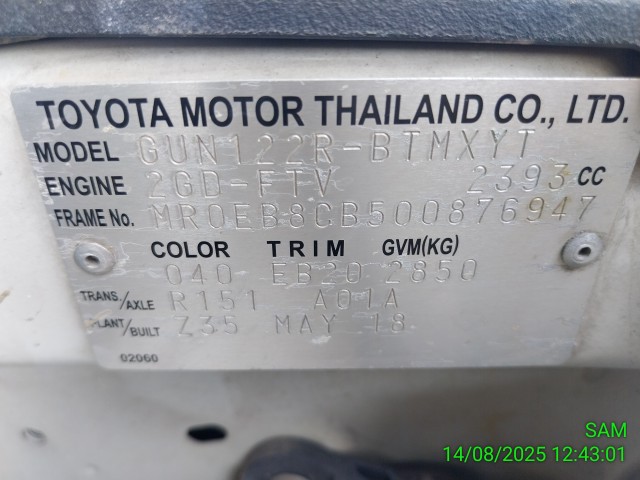 TOYOTA MOTOR THAILAND CO., LTD.
MODEL GUN122R-BTMXYT
ENGINE 2GD-FTV 2393 CC
FRAME No. MR0EB8CB500876947
COLOR TRIM GVM(KG)
040 EB20 2850
TRANS./AXLE R151 A01A
PLANT/BUILT Z35 MAY 18
02060
SAM
14/08/2025 12:43:01